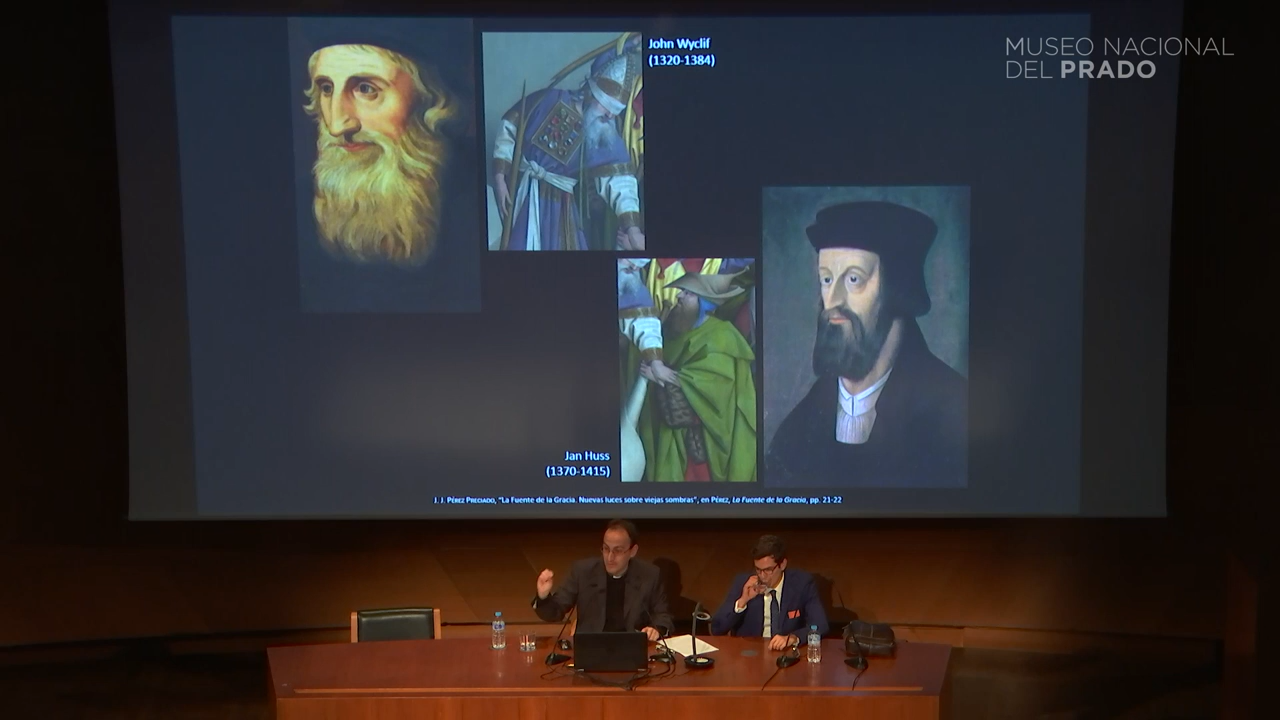 John Wyclif
(1320-1384)
MUSEO NACIONAL
DEL PRADO
Jan Huss
(1370-1415)
J. J. PÉREZ PRECIADO, "La Fuente de la Gracia. Nuevas luces sobre viejas sombras", en PÉREZ, La Fuente de la Gracia, pp. 21-22